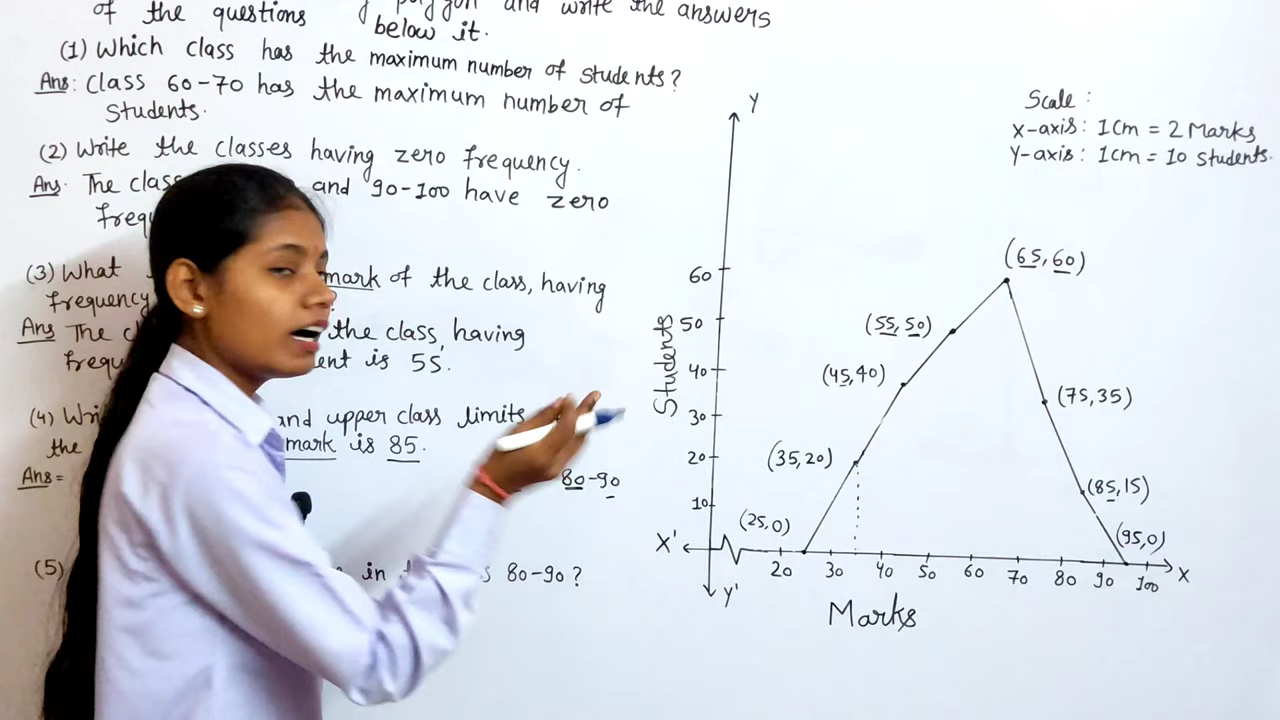 of the questions polygon and write the answers
below it.
(1) Which class has the maximum number of students?
Ans: Class 60-70 has the maximum number of
Students.
(2) Write the classes having zero frequency.
Ans. The class and 90-100 have zero
(3) What mark of the class, having
frequency
Ans The the class, having
is 55.
(4) and upper class limits
the mark is 85.
Ans= 80-90
(5) in 80-90?
Scale:
X-axis: 1cm = 2 Marks
Y-axis: 1cm = 10 students.
Y
60
50
40
30
20
10
Students
(65,60)
(55,50)
(45,40)
(75,35)
(35,20)
(85,15)
(25,0)
(95,0)
X'
X
Y'
20 30 40 50 60 70 80 90 100
Marks